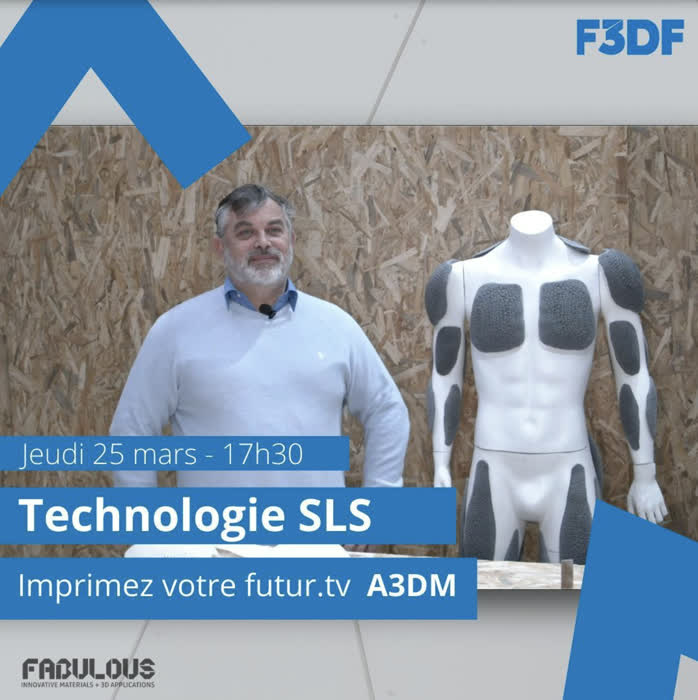 F3DF
Jeudi 25 mars - 17h30
Technologie SLS
Imprimez votre futur.tv A3DM
FABULOUS
INNOVATIVE MATERIALS + 3D APPLICATIONS